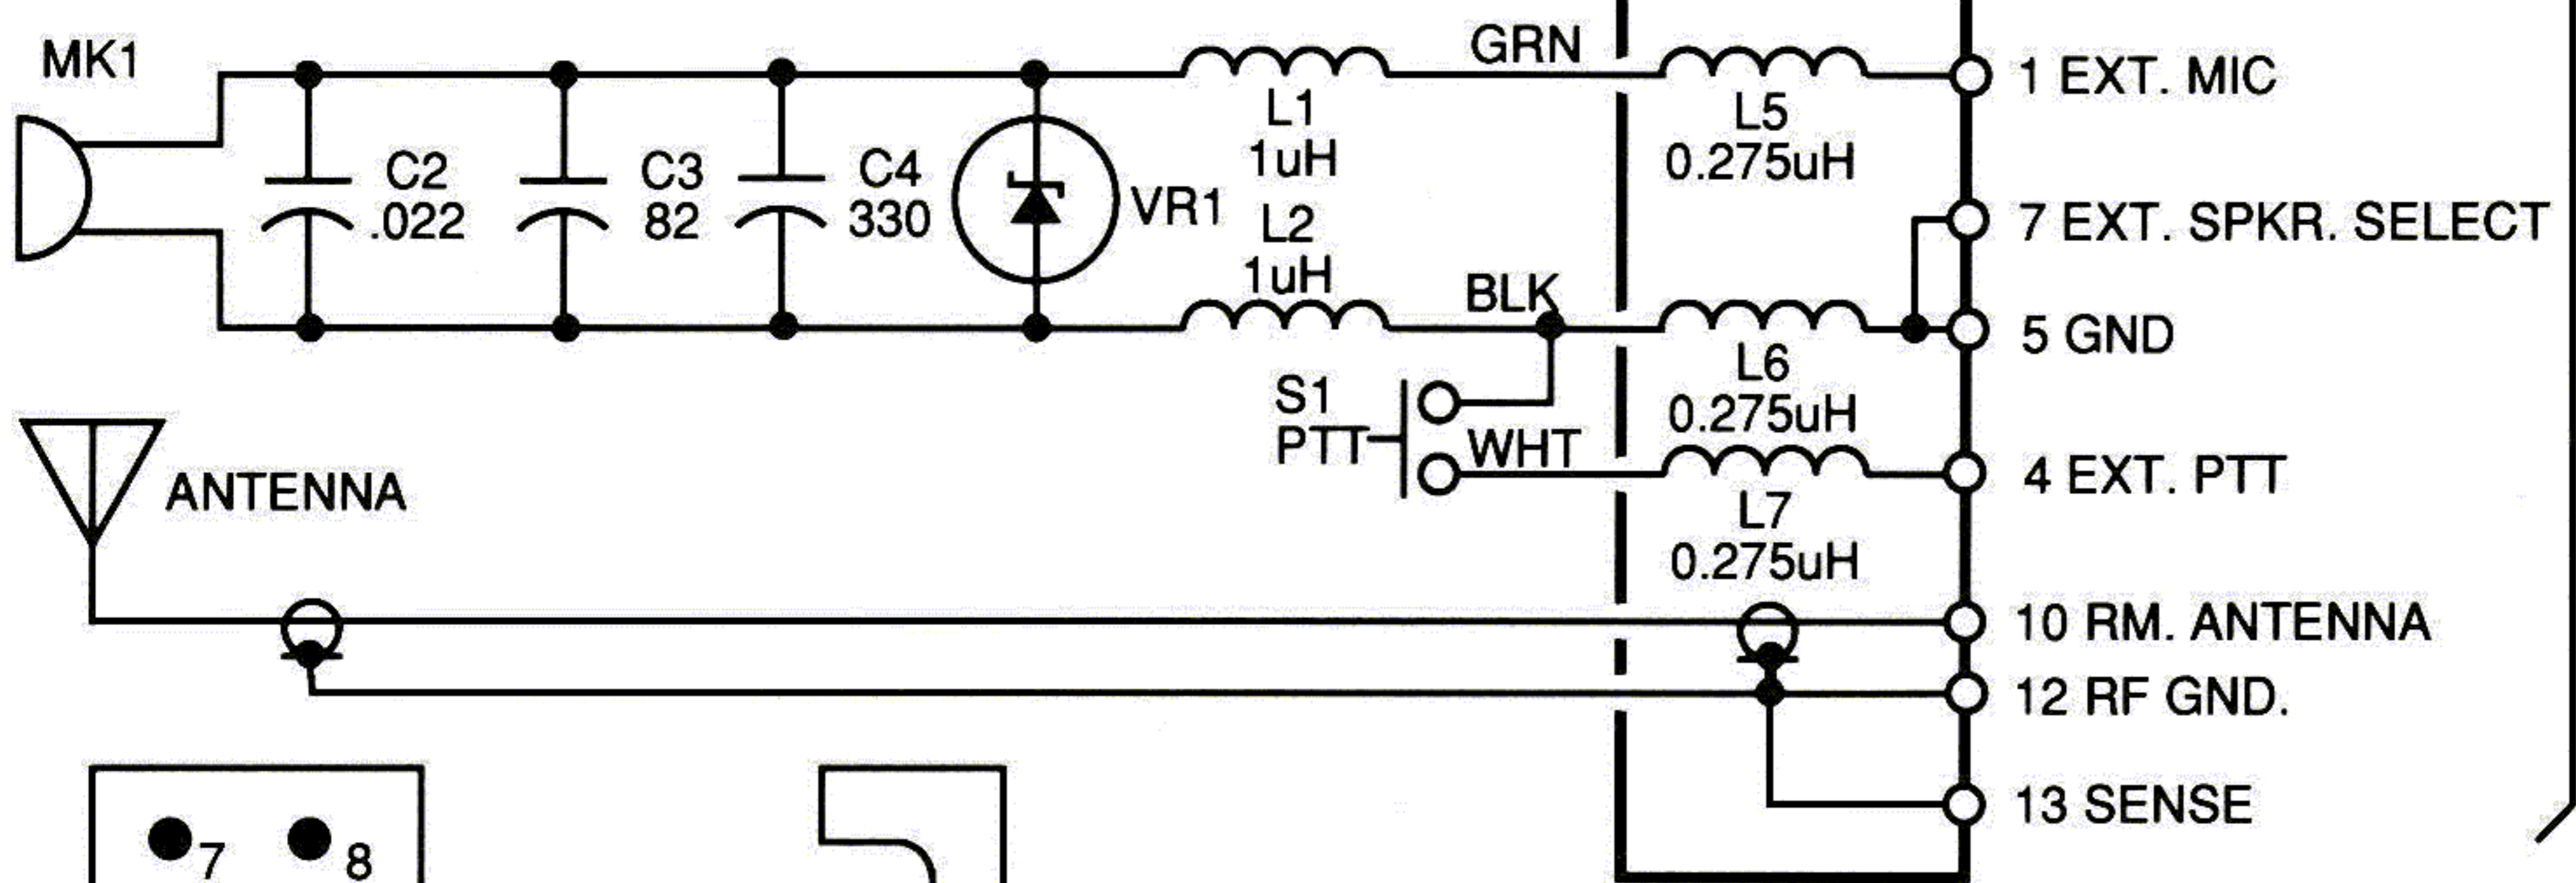 MK1
C2
.022
C3
82
C4
330
VR1
L1
1uH
L2
1uH
GRN
BLK
L5
0.275uH
1 EXT. MIC
7 EXT. SPKR. SELECT
5 GND
L6
0.275uH
S1
PTT
WHT
4 EXT. PTT
L7
0.275uH
ANTENNA
10 RM. ANTENNA
12 RF GND.
13 SENSE
7
8